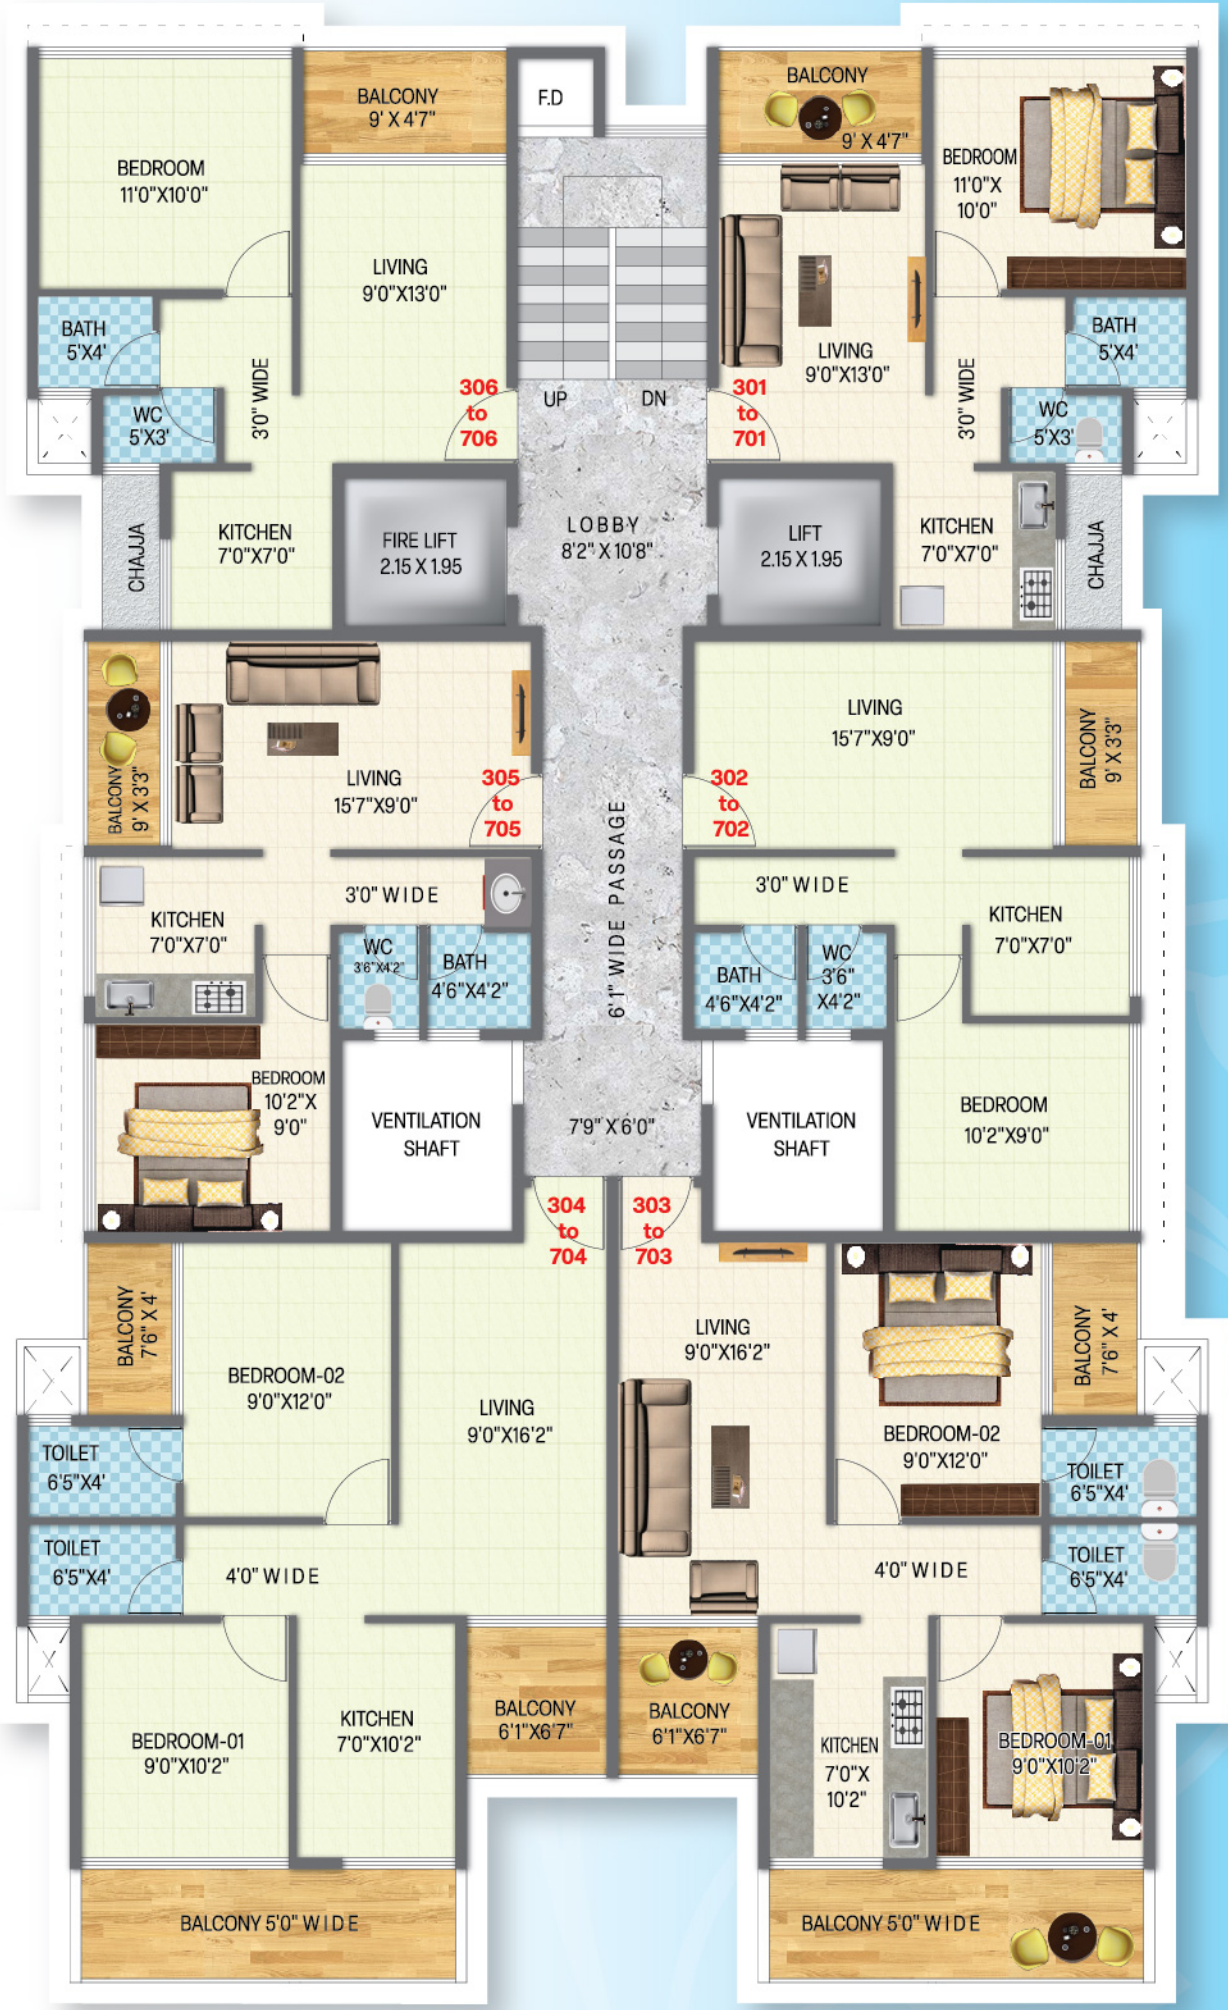 BALCONY
9' X 4'7"
F.D
BALCONY
9' X 4'7"
BEDROOM
11'0"X10'0"
BEDROOM
11'0"X
10'0"
LIVING
9'0"X13'0"
LIVING
9'0"X13'0"
BATH
5'X4'
BATH
5'X4'
3'0" WIDE
3'0" WIDE
WC
5'X3'
WC
5'X3'
306
to
706
UP
DN
301
to
701
CHAJJA
KITCHEN
7'0"X7'0"
FIRE LIFT
2.15 X 1.95
LOBBY
8'2" X 10'8"
LIFT
2.15 X 1.95
KITCHEN
7'0"X7'0"
CHAJJA
BALCONY
9' X 3'3"
LIVING
15'7"X9'0"
305
to
705
302
to
702
LIVING
15'7"X9'0"
BALCONY
9' X 3'3"
6'1" WIDE PASSAGE
3'0" WIDE
3'0" WIDE
KITCHEN
7'0"X7'0"
KITCHEN
7'0"X7'0"
WC
3'6"X4'2"
BATH
4'6"X4'2"
BATH
4'6"X4'2"
WC
3'6"
X4'2"
BEDROOM
10'2"X
9'0"
VENTILATION
SHAFT
7'9" X 6'0"
VENTILATION
SHAFT
BEDROOM
10'2"X9'0"
304
to
704
303
to
703
BALCONY
7'6" X 4'
BEDROOM-02
9'0"X12'0"
LIVING
9'0"X16'2"
LIVING
9'0"X16'2"
BEDROOM-02
9'0"X12'0"
BALCONY
7'6" X 4'
TOILET
6'5"X4'
TOILET
6'5"X4'
TOILET
6'5"X4'
TOILET
6'5"X4'
4'0" WIDE
4'0" WIDE
BEDROOM-01
9'0"X10'2"
KITCHEN
7'0"X10'2"
BALCONY
6'1"X6'7"
BALCONY
6'1"X6'7"
KITCHEN
7'0"X
10'2"
BEDROOM-01
9'0"X10'2"
BALCONY 5'0" WIDE
BALCONY 5'0" WIDE